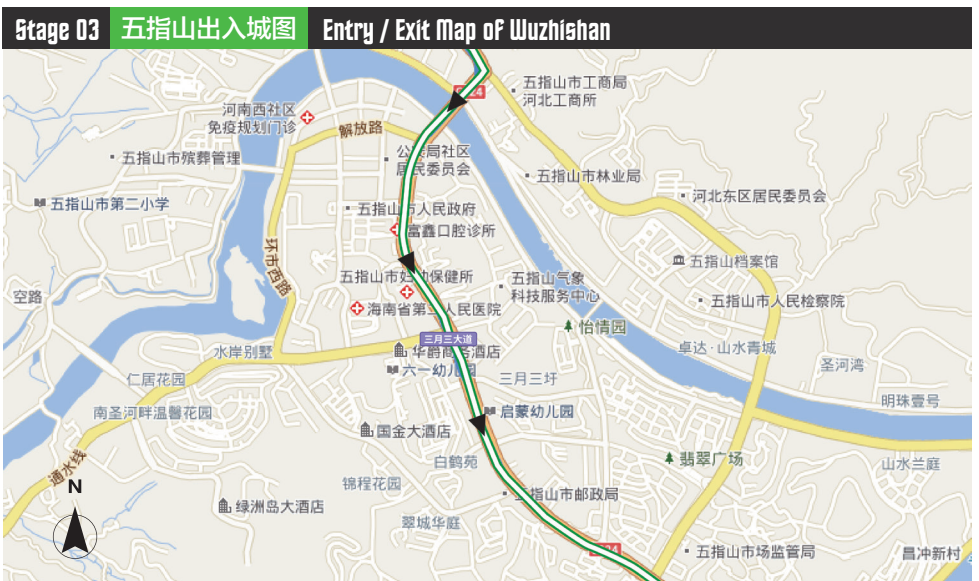 Stage 03 五指山出入城图 Entry / Exit Map of Wuzhishan
五指山市工商局
河北工商所
河南西社区
免疫规划门诊
解放路
五指山市殡葬管理
居民委员会
五指山市林业局
河北东区居民委员会
五指山市第二小学
人民政府
富鑫口腔诊所
环市西路
五指山档案馆
五指山市妇幼保健所
五指山气象
科技服务中心
空路
海南省第二人民医院
五指山市人民检察院
怡情园
三月三大道
水岸别墅
华爵商务酒店
卓达·山水青城
圣河湾
仁居花园
六一幼儿园
三月三圩
明珠壹号
南圣河畔温馨花园
启蒙幼儿园
国金大酒店
通水线
白鹤苑
翡翠广场
山水兰庭
N
锦程花园
五指山市邮政局
绿洲岛大酒店
翠城华庭
五指山市场监管局
昌冲新村